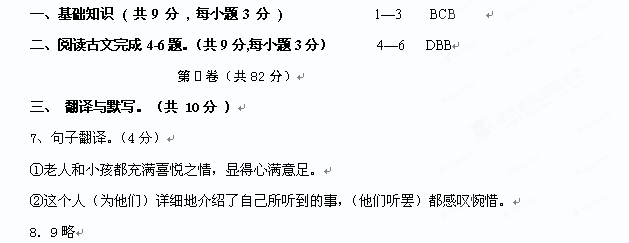 一、基础知识（共9分，每小题3分） 1—3 BCB
二、阅读古文完成4-6题。（共9分,每小题3分） 4—6 DBB
第卷（共82分）
三、翻译与默写。（共10分）
7、句子翻译。（4分）
①老人和小孩都充满喜悦之情，显得心满意足。
②这个人（为他们）详细地介绍了自己所听到的事，（他们听罢）都感叹惋惜。
8．9略